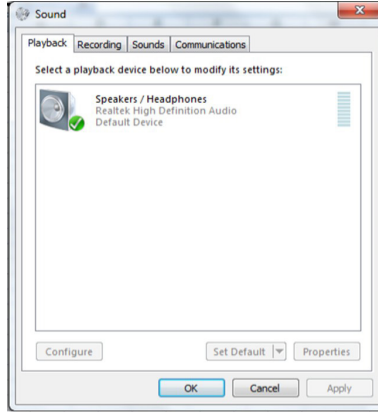 Sound
Playback Recording Sounds Communications
Select a playback device below to modify its settings:
Speakers / Headphones
Realtek High Definition Audio
Default Device
Configure Set Default Properties
OK Cancel Apply